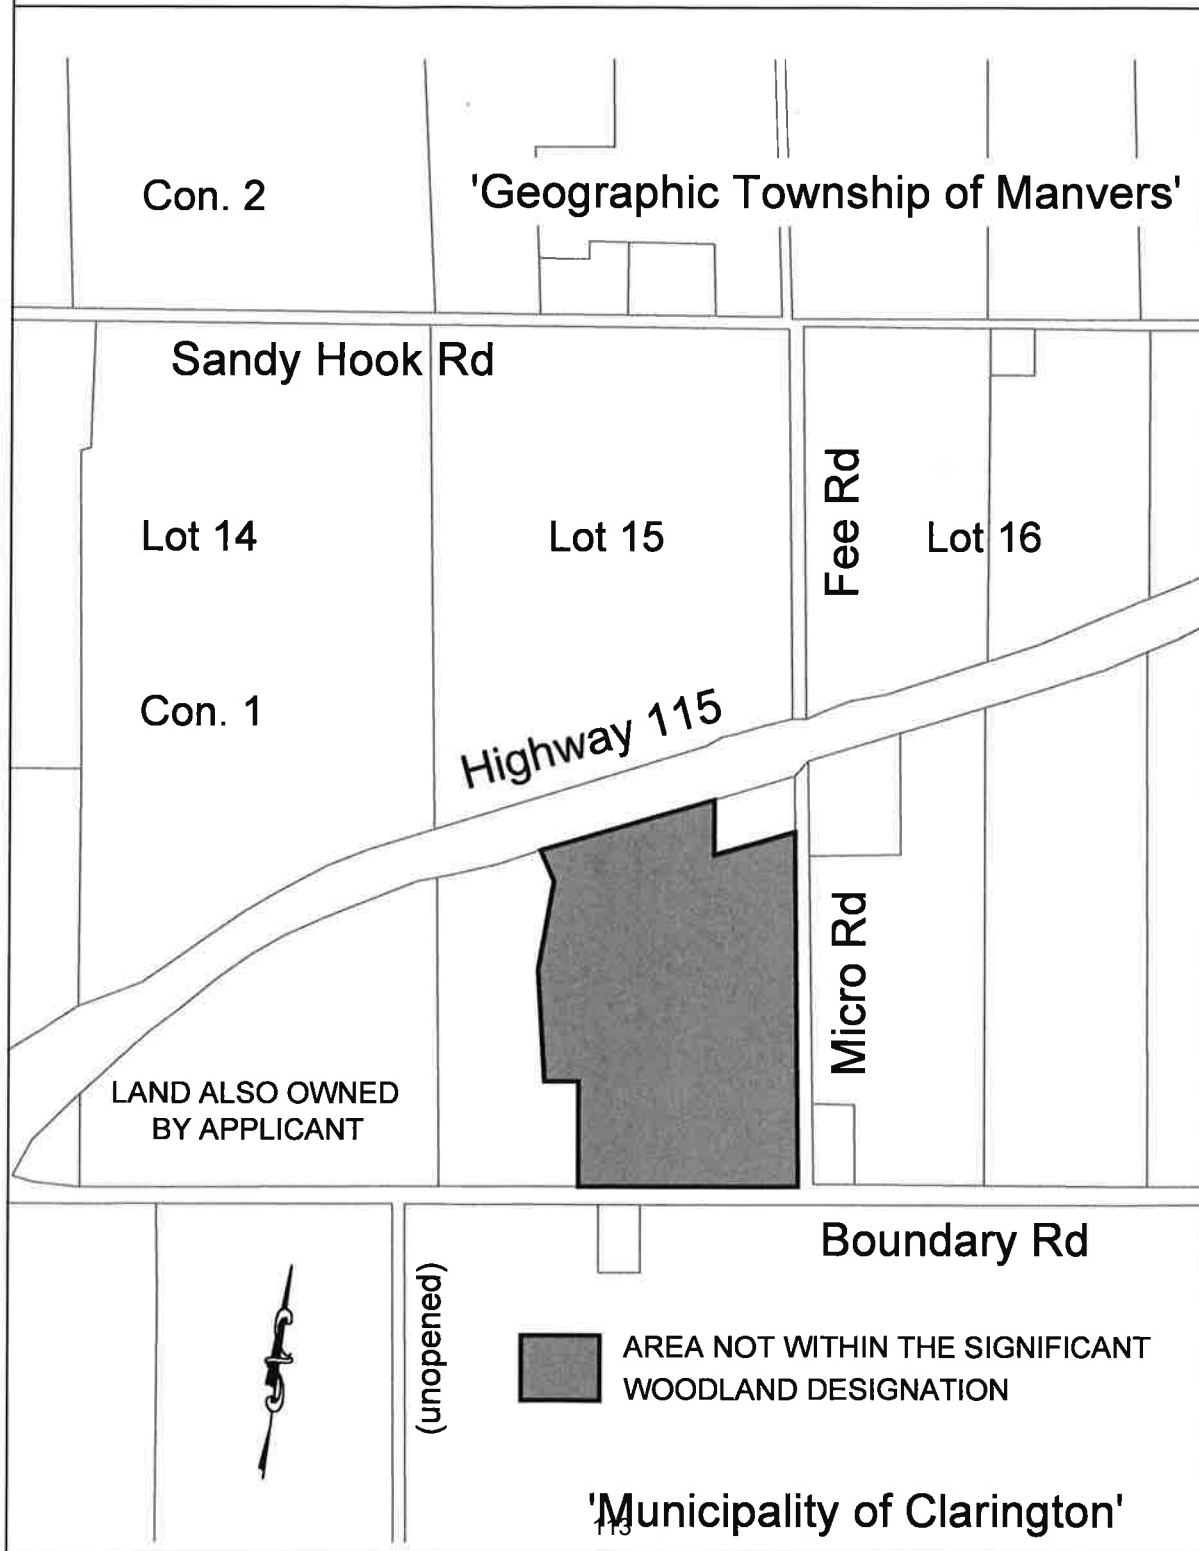 Con. 2
'Geographic Township of Manvers'
Sandy Hook Rd
Lot 14
Lot 15
Fee Rd
Lot 16
Con. 1
Highway 115
Micro Rd
LAND ALSO OWNED
BY APPLICANT
Boundary Rd
(unopened)
AREA NOT WITHIN THE SIGNIFICANT
WOODLAND DESIGNATION
'Municipality of Clarington'
113